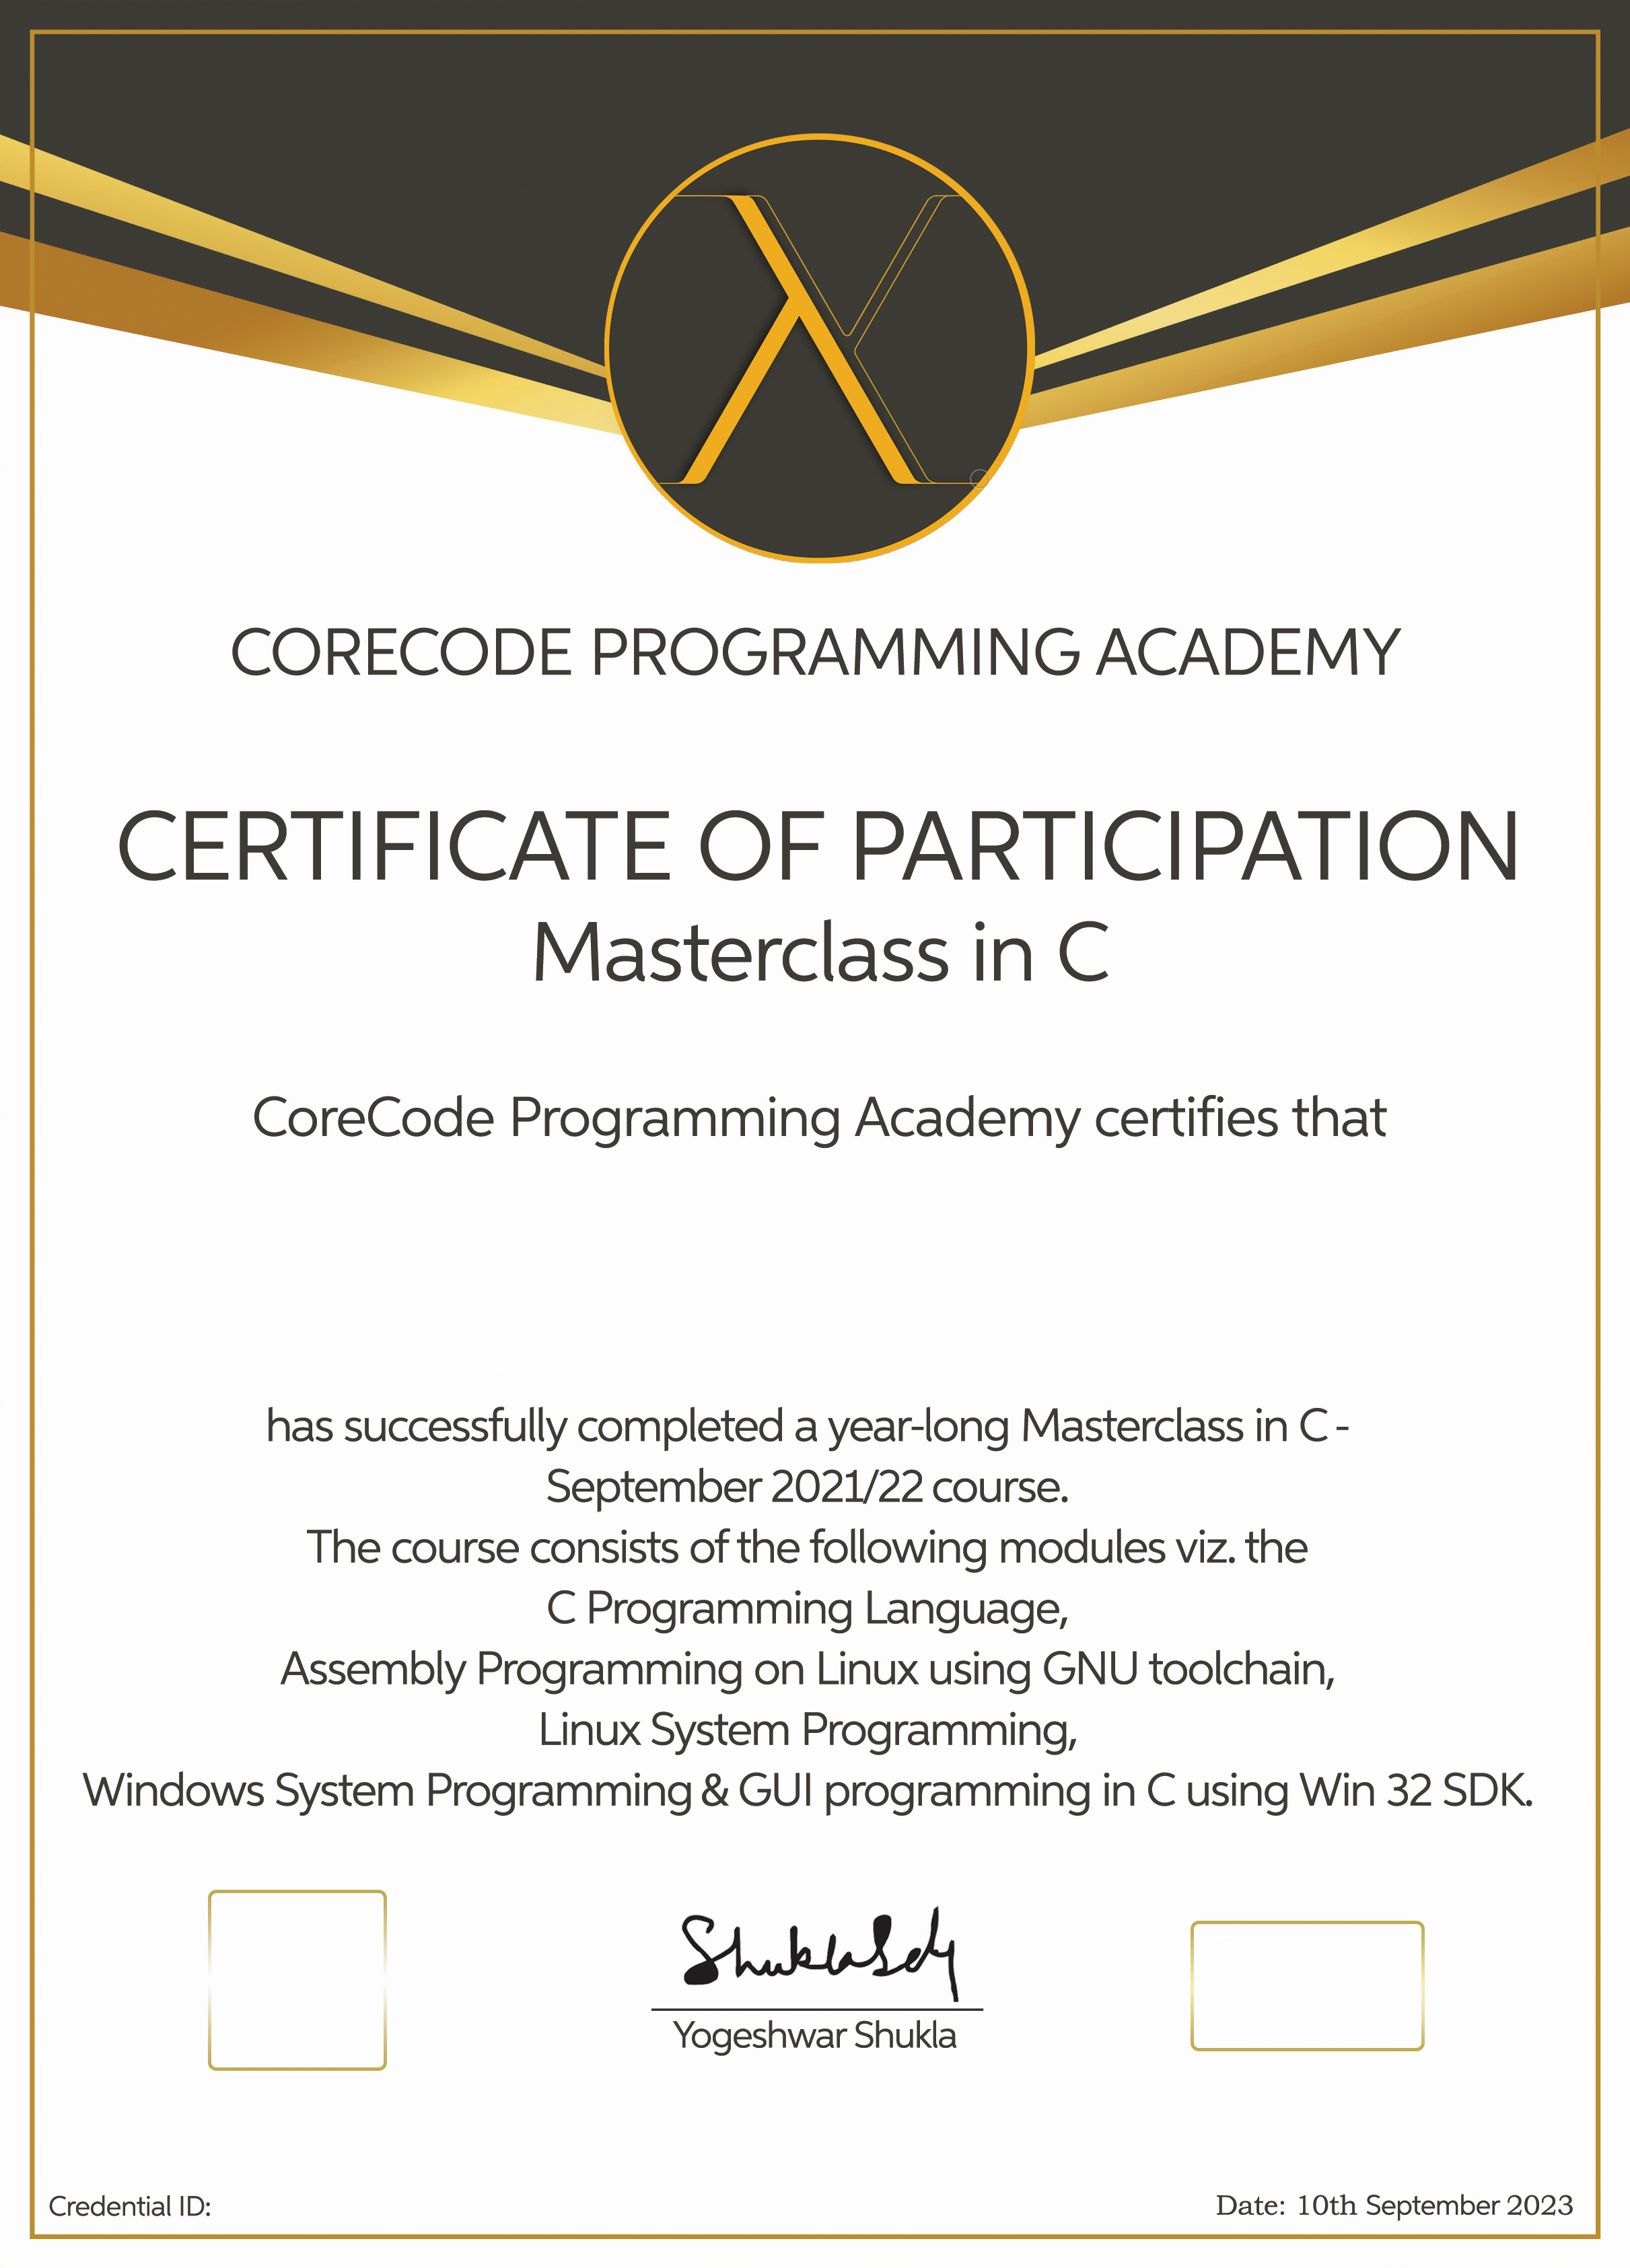 CORECODE PROGRAMMING ACADEMY
CERTIFICATE OF PARTICIPATION
Masterclass in C
CoreCode Programming Academy certifies that
has successfully completed a year-long Masterclass in C -
September 2021/22 course.
The course consists of the following modules viz. the
C Programming Language,
Assembly Programming on Linux using GNU toolchain,
Linux System Programming,
Windows System Programming & GUI programming in C using Win 32 SDK.
Yogeshwar Shukla
Credential ID:
Date: 10th September 2023